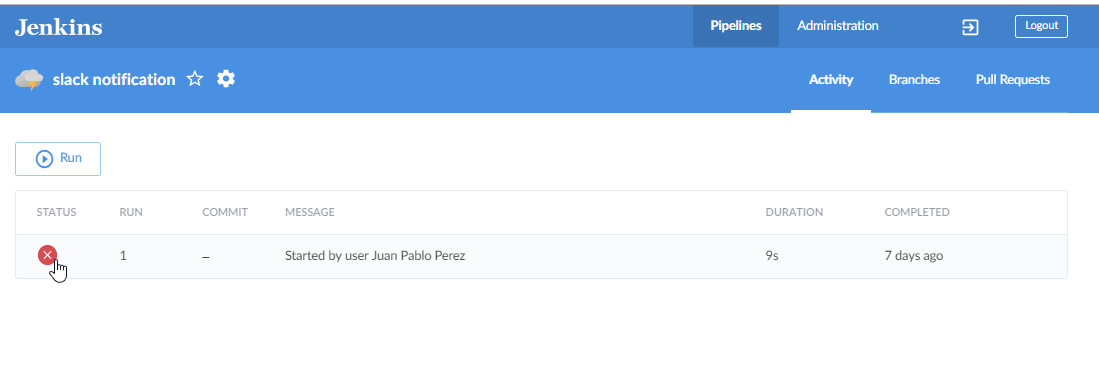 Jenkins Pipelines Administration Logout
slack notification Activity Branches Pull Requests
Run
STATUS RUN COMMIT MESSAGE DURATION COMPLETED
1 – Started by user Juan Pablo Perez 9s 7 days ago